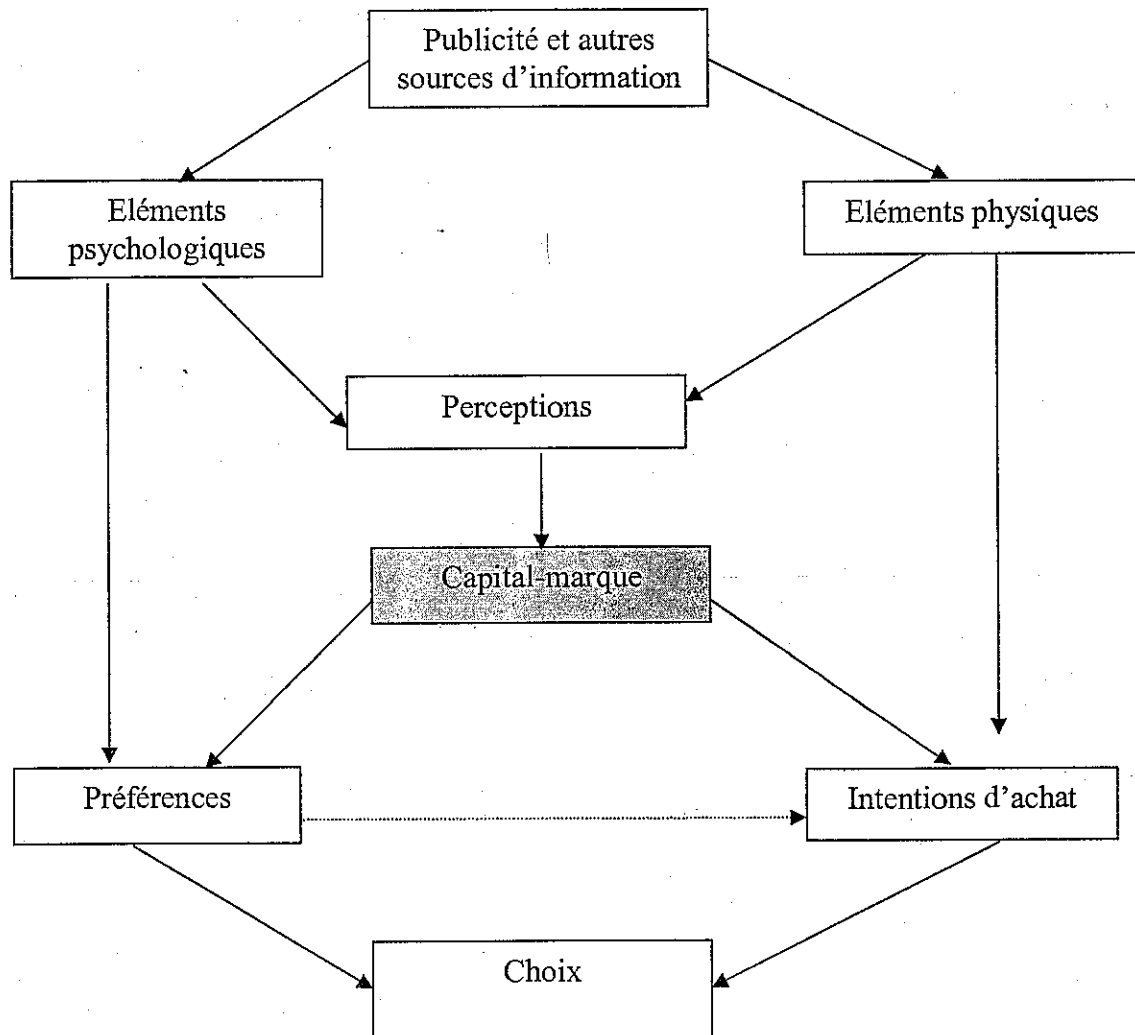 Publicité et autres
sources d'information
Eléments
psychologiques
Eléments physiques
Perceptions
Capital-marque
Préférences
Intentions d'achat
Choix